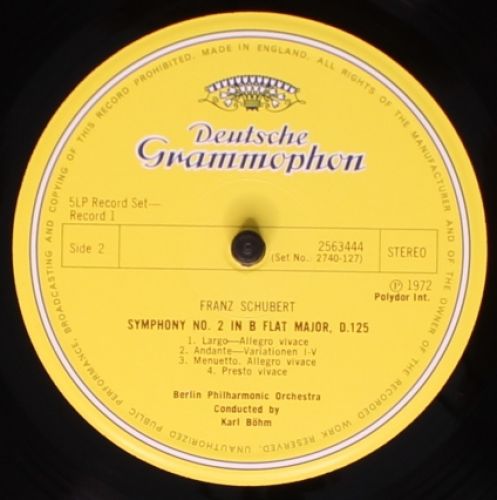 MADE IN ENGLAND. ALL RIGHTS OF THE MANUFACTURER AND OF THE OWNER OF THE RECORDED WORK RESERVED. UNAUTHORIZED PUBLIC PERFORMANCE, BROADCASTING AND COPYING OF THIS RECORD PROHIBITED.
Deutsche
Grammophon
5LP Record Set—
Record 1
Side 2
2563444
(Set No.. 2740-127)
STEREO
Ⓟ 1972
Polydor Int.
FRANZ SCHUBERT
SYMPHONY NO. 2 IN B FLAT MAJOR, D.125
1. Largo—Allegro vivace
2. Andante—Variationen I-V
3. Menuetto. Allegro vivace
4. Presto vivace
Berlin Philharmonic Orchestra
Conducted by
Karl Böhm